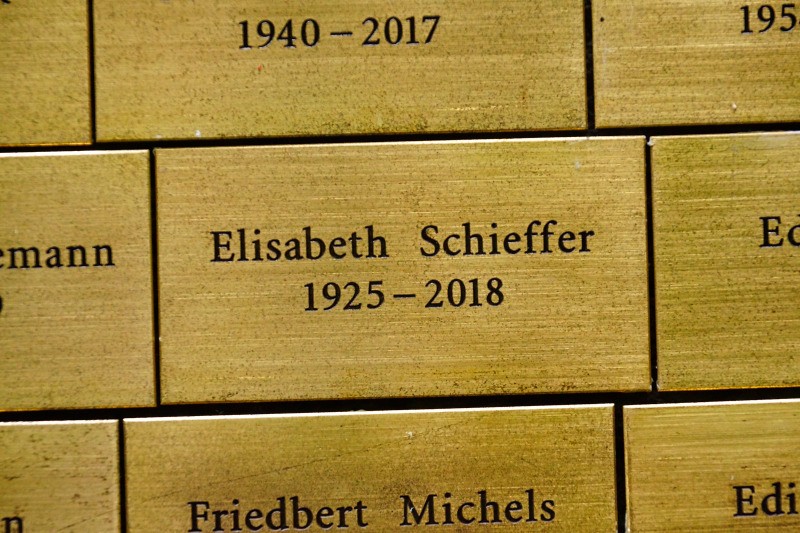 1940 – 2017
Elisabeth Schieffer
1925 – 2018
Friedbert Michels